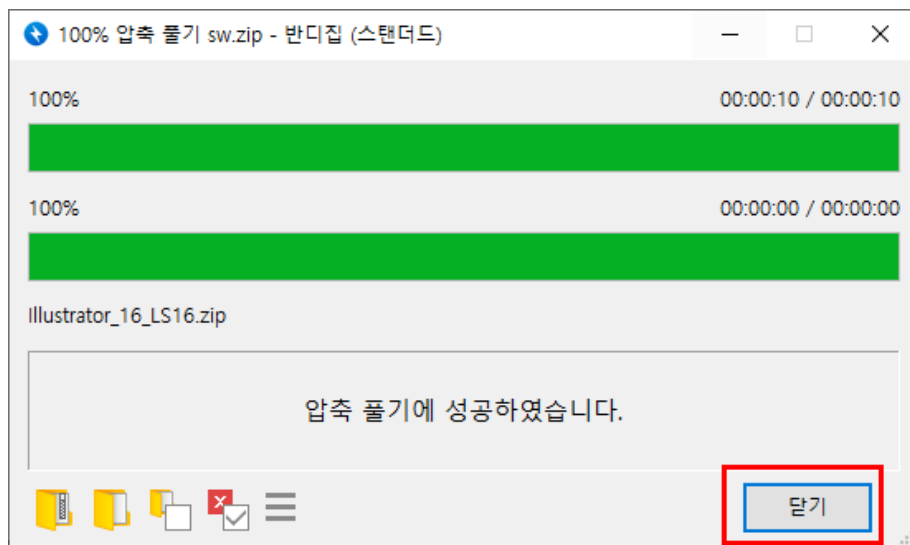 100% 압축 풀기 sw.zip - 반디집 (스탠더드)
100% 00:00:10 / 00:00:10
100% 00:00:00 / 00:00:00
Illustrator_16_LS16.zip
압축 풀기에 성공하였습니다.
닫기